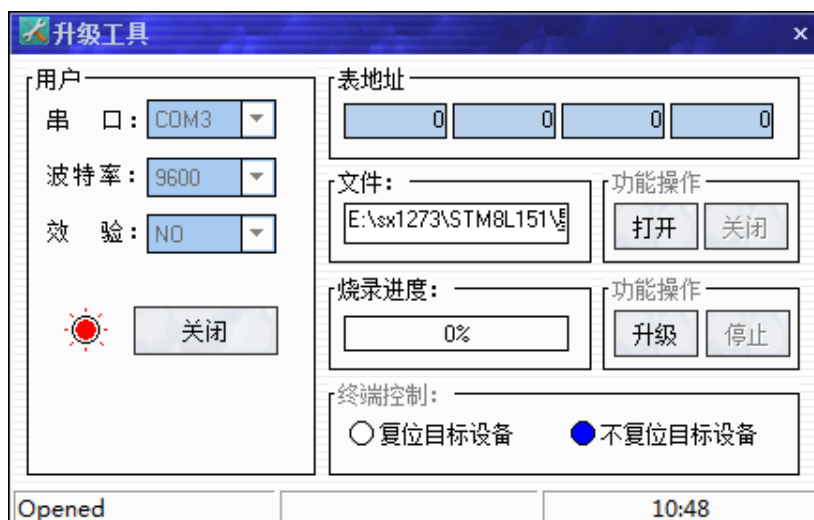 升级工具
用户
串 口: COM3
波特率: 9600
效 验: NO
关闭
表地址
0 0 0 0
文件:
E:\sx1273\STM8L151\
功能操作
打开 关闭
烧录进度:
0%
功能操作
升级 停止
终端控制:
复位目标设备 不复位目标设备
Opened 10:48